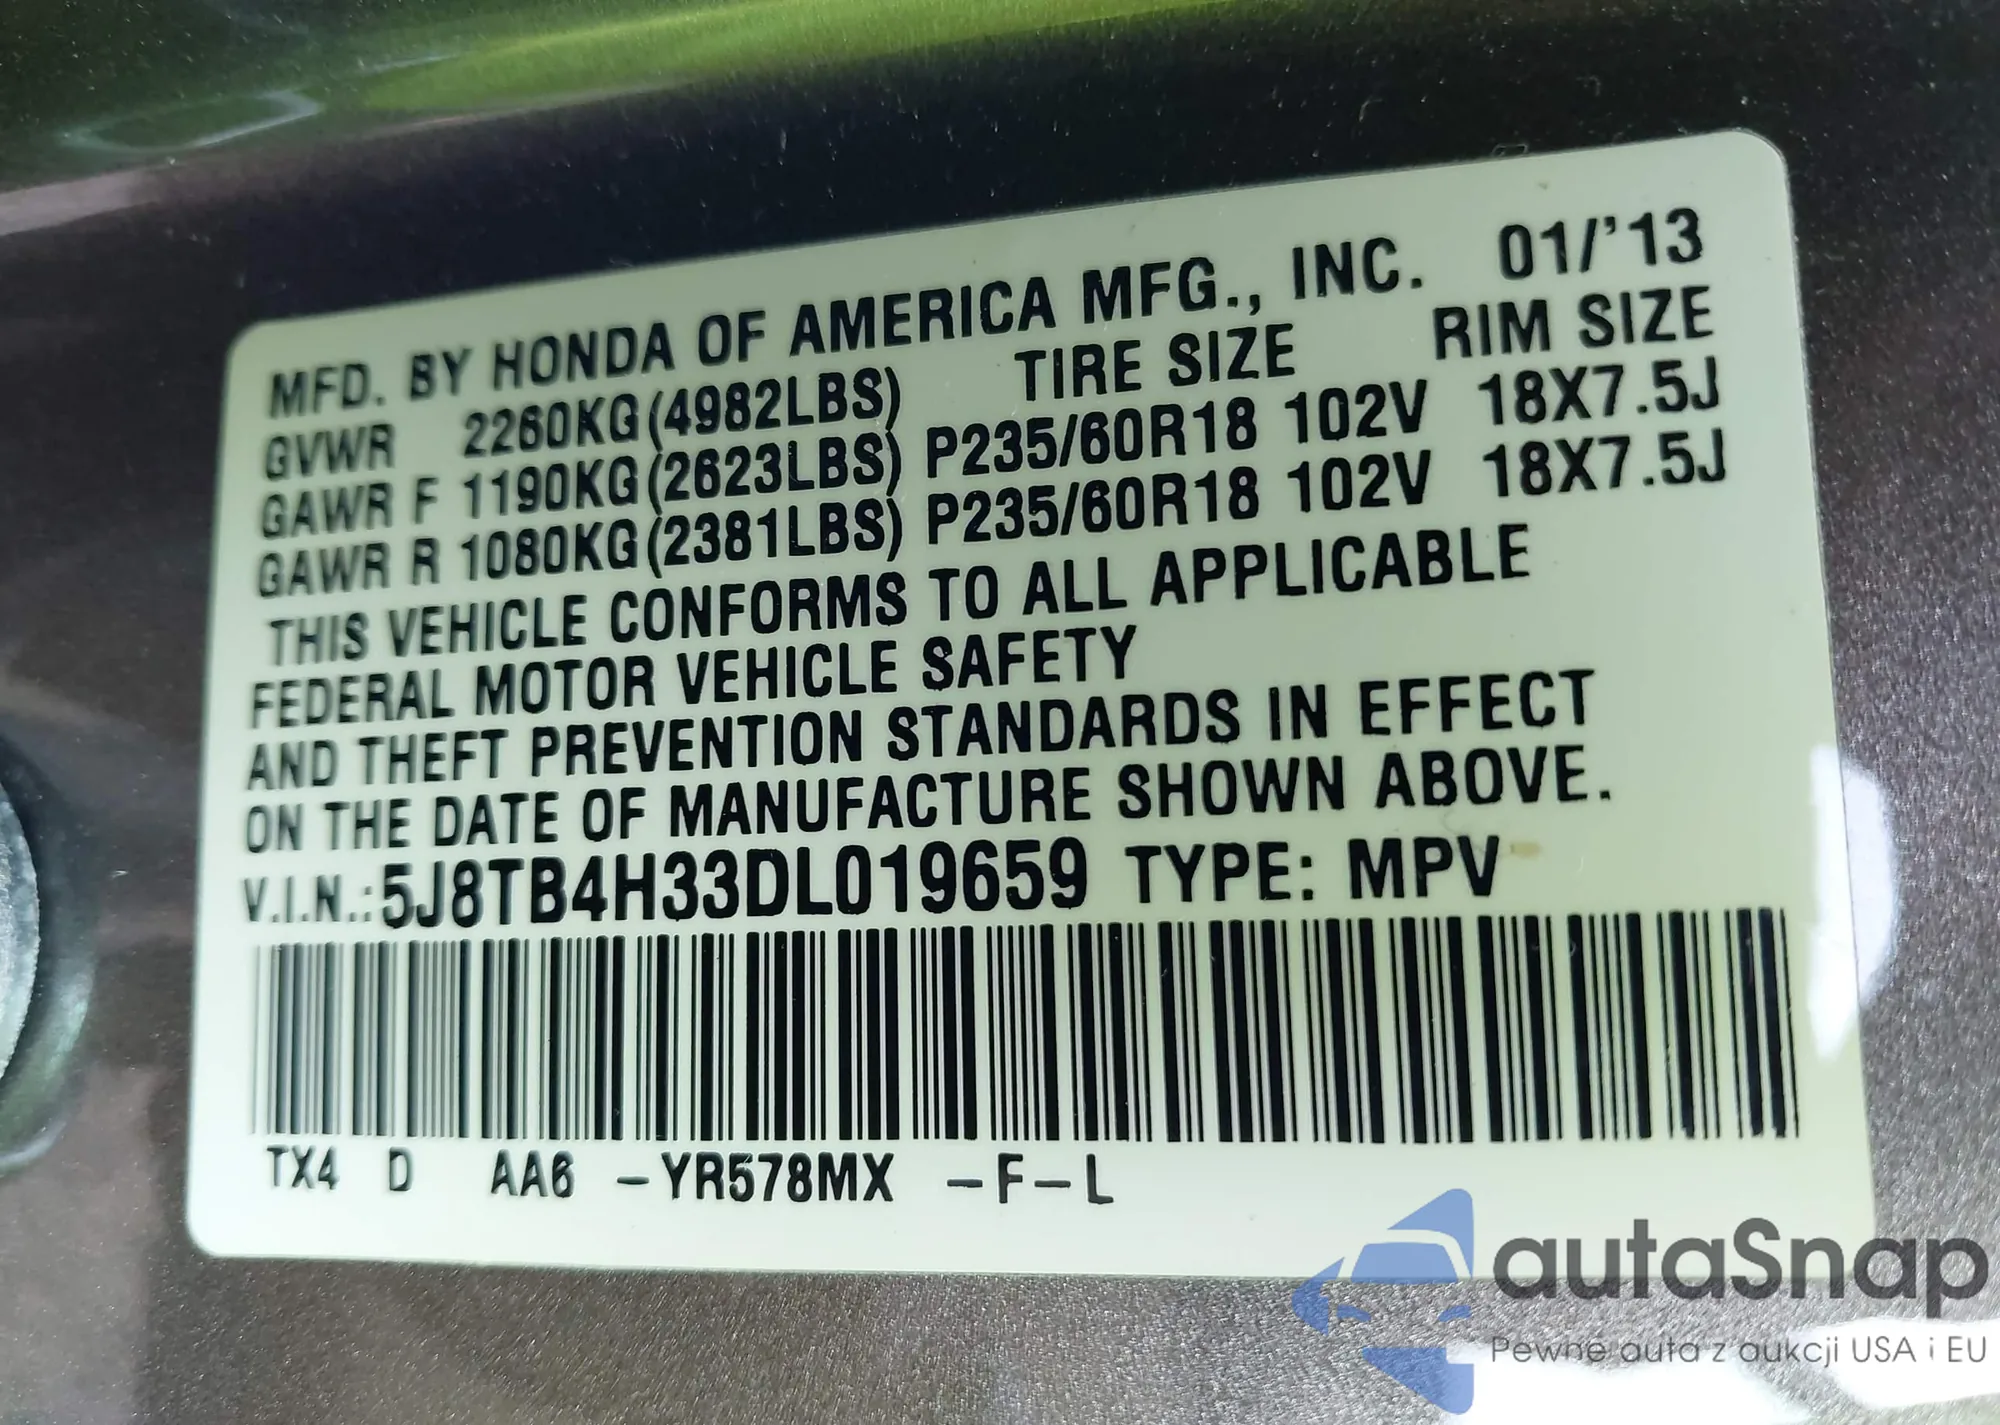 MFD. BY HONDA OF AMERICA MFG., INC. 01/'13
GVWR 2260KG(4982LBS) TIRE SIZE RIM SIZE
GAWR F 1190KG(2623LBS) P235/60R18 102V 18X7.5J
GAWR R 1080KG(2381LBS) P235/60R18 102V 18X7.5J
THIS VEHICLE CONFORMS TO ALL APPLICABLE
FEDERAL MOTOR VEHICLE SAFETY
AND THEFT PREVENTION STANDARDS IN EFFECT
ON THE DATE OF MANUFACTURE SHOWN ABOVE.
V.I.N.:5J8TB4H33DL019659 TYPE: MPV
TX4 D AA6 -YR578MX -F-L
autaSnap
Pewne auta z aukcji USA i EU